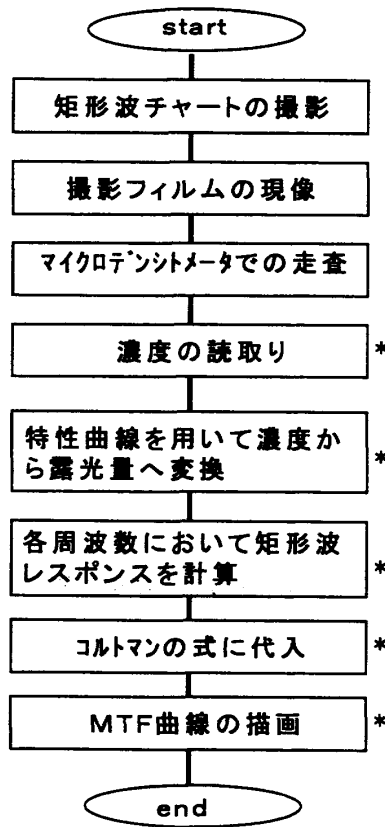 start
矩形波チャートの撮影
撮影フィルムの現像
マイクロデンシトメータでの走査
濃度の読取り *
特性曲線を用いて濃度か
ら露光量へ変換 *
各周波数において矩形波
レスポンスを計算 *
コルトマンの式に代入 *
MTF曲線の描画 *
end